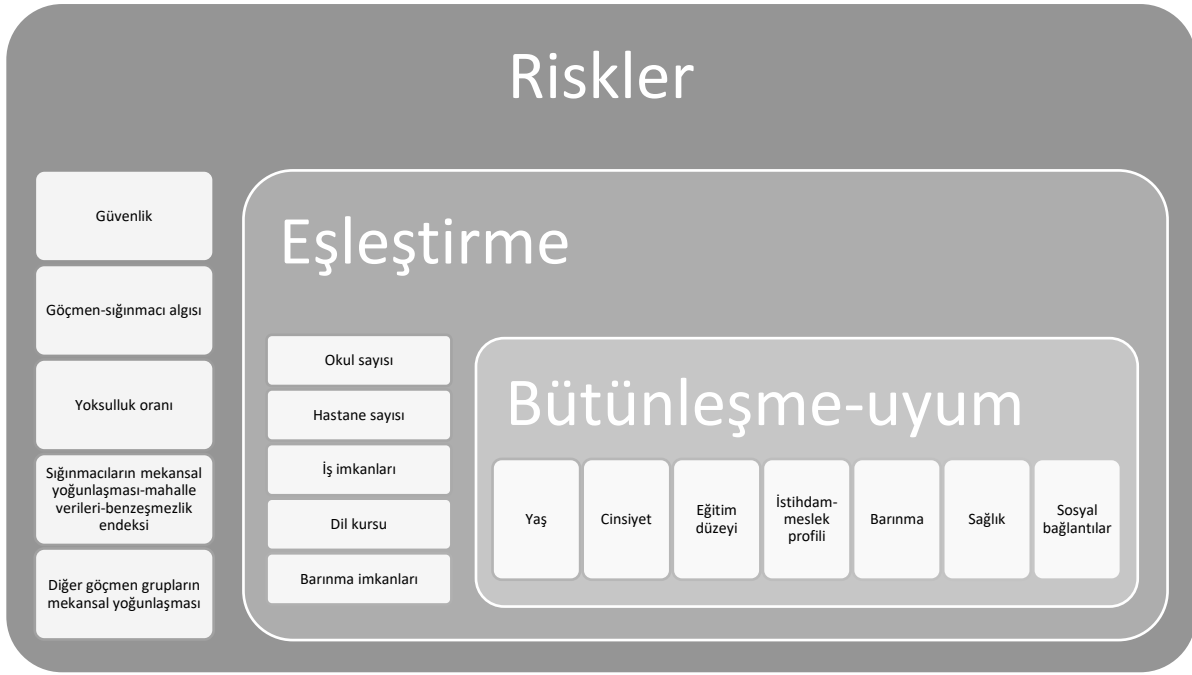 Riskler
Güvenlik
Göçmen-sığınmacı algısı
Yoksulluk oranı
Sığınmacıların mekansal
yoğunlaşması-mahalle
verileri-benzeşmezlik
endeksi
Diğer göçmen grupların
mekansal yoğunlaşması
Eşleştirme
Okul sayısı
Hastane sayısı
İş imkanları
Dil kursu
Barınma imkanları
Bütünleşme-uyum
Yaş
Cinsiyet
Eğitim
düzeyi
İstihdam-
meslek
profili
Barınma
Sağlık
Sosyal
bağlantılar